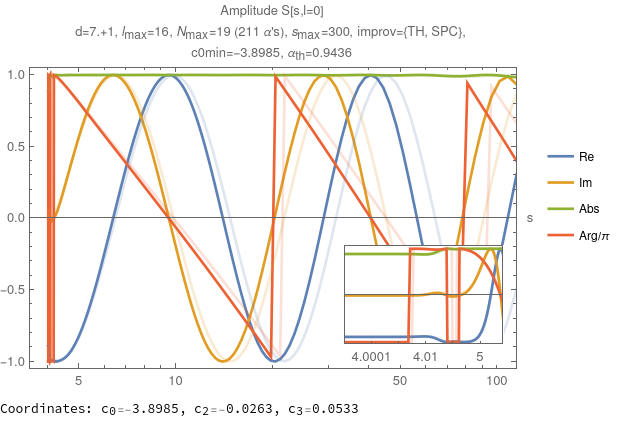 Amplitude S[s,l=0]
d=7.+1, lmax=16, Nmax=19 (211 α's), smax=300, improv={TH, SPC},
c0min=−3.8985, αth=0.9436
1.0
0.5
0.0
−0.5
−1.0
5
10
50
100
s
4.0001
4.01
5
Re
Im
Abs
Arg/π
Coordinates: c0=-3.8985, c2=-0.0263, c3=0.0533